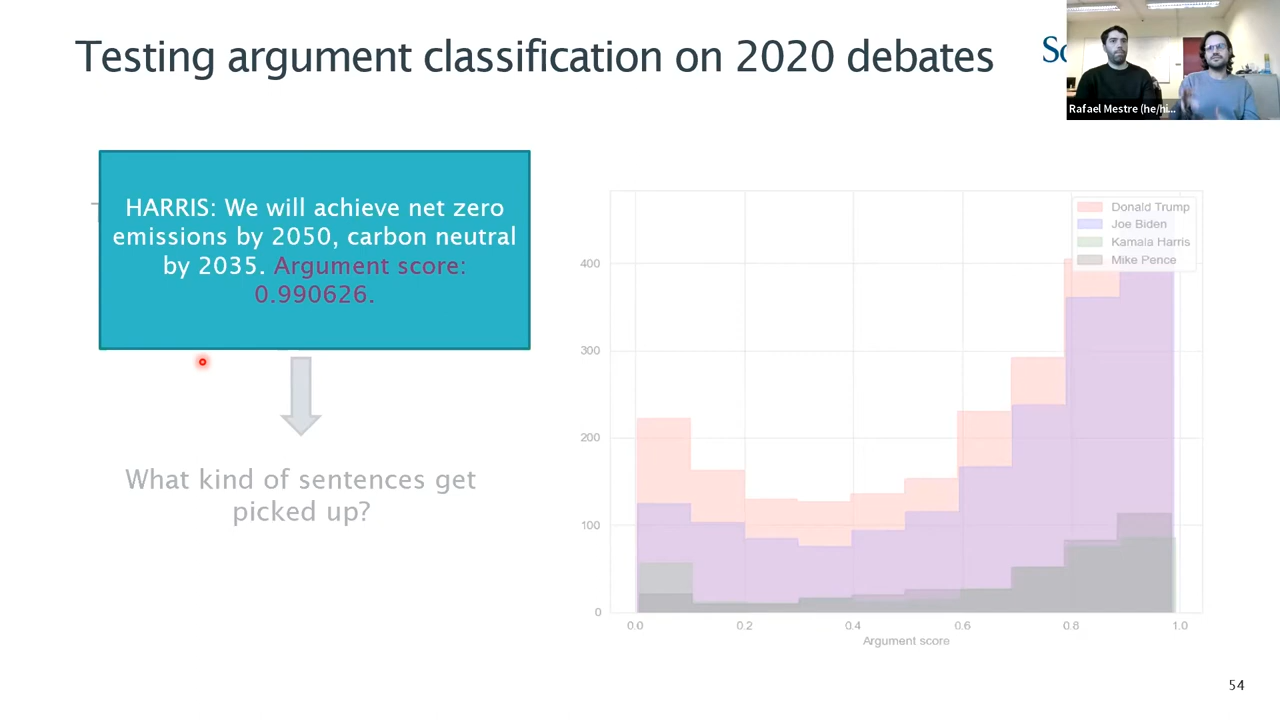 Testing argument classification on 2020 debates
Rafael Mestre (he/hi...
HARRIS: We will achieve net zero
emissions by 2050, carbon neutral
by 2035. Argument score:
0.990626.
What kind of sentences get
picked up?
Donald Trump
Joe Biden
Kamala Harris
Mike Pence
400
300
200
100
0
0.0 0.2 0.4 0.6 0.8 1.0
Argument score
54